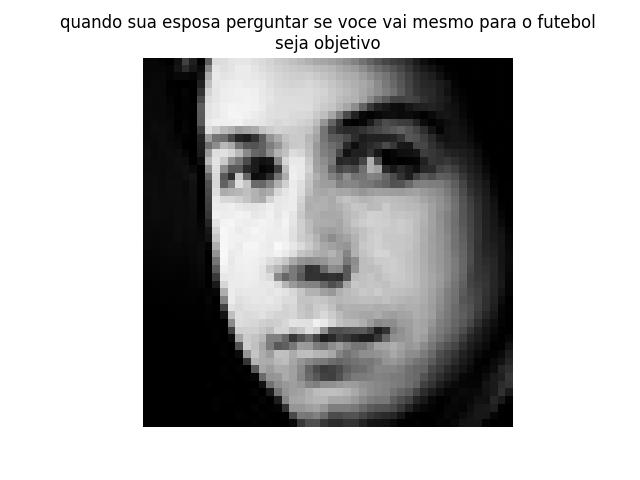 quando sua esposa perguntar se voce vai mesmo para o futebol
seja objetivo